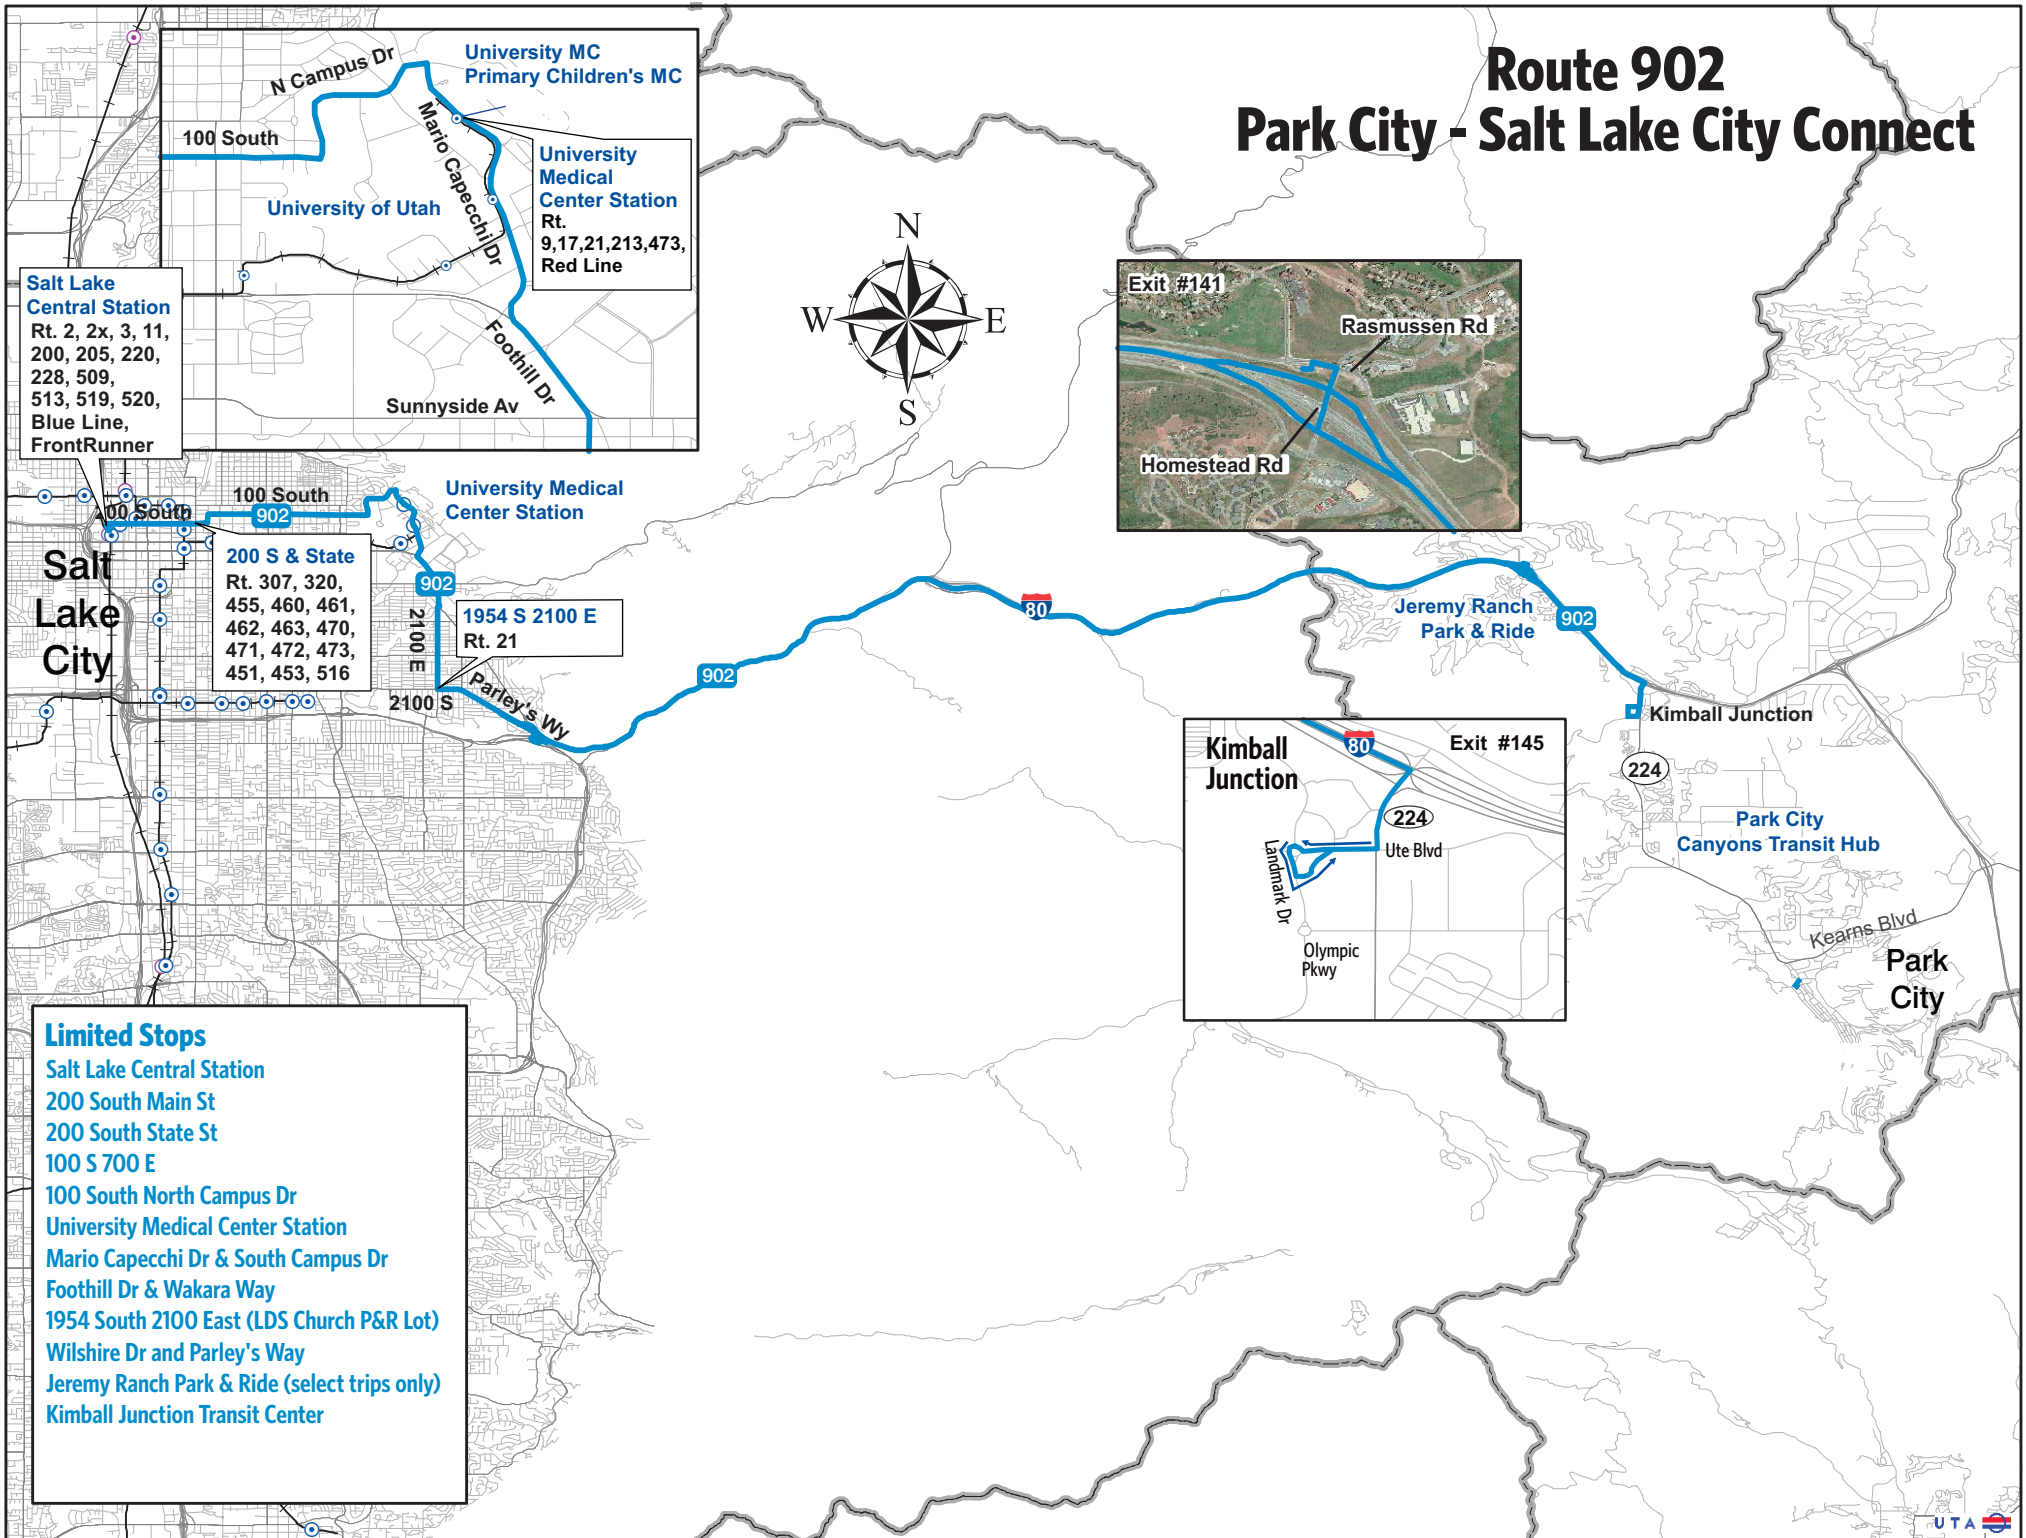 Route 902
Park City - Salt Lake City Connect
N Campus Dr
University MC
Primary Children's MC
100 South
Mario Capecchi Dr
University
Medical
Center Station
Rt.
9,17,21,213,473,
Red Line
University of Utah
Foothill Dr
Sunnyside Av
Salt Lake
Central Station
Rt. 2, 2x, 3, 11,
200, 205, 220,
228, 509,
513, 519, 520,
Blue Line,
FrontRunner
N
W
E
S
Exit #141
Rasmussen Rd
Homestead Rd
100 South
902
200 South
University Medical
Center Station
Salt
Lake
City
200 S & State
Rt. 307, 320,
455, 460, 461,
462, 463, 470,
471, 472, 473,
451, 453, 516
902
2100 E
1954 S 2100 E
Rt. 21
2100 S
Parley's Wy
902
80
Jeremy Ranch
Park & Ride
902
Kimball Junction
224
Kimball
Junction
80
Exit #145
224
Ute Blvd
Landmark Dr
Olympic
Pkwy
Park City
Canyons Transit Hub
Kearns Blvd
Park
City
Limited Stops
Salt Lake Central Station
200 South Main St
200 South State St
100 S 700 E
100 South North Campus Dr
University Medical Center Station
Mario Capecchi Dr & South Campus Dr
Foothill Dr & Wakara Way
1954 South 2100 East (LDS Church P&R Lot)
Wilshire Dr and Parley's Way
Jeremy Ranch Park & Ride (select trips only)
Kimball Junction Transit Center
UTA